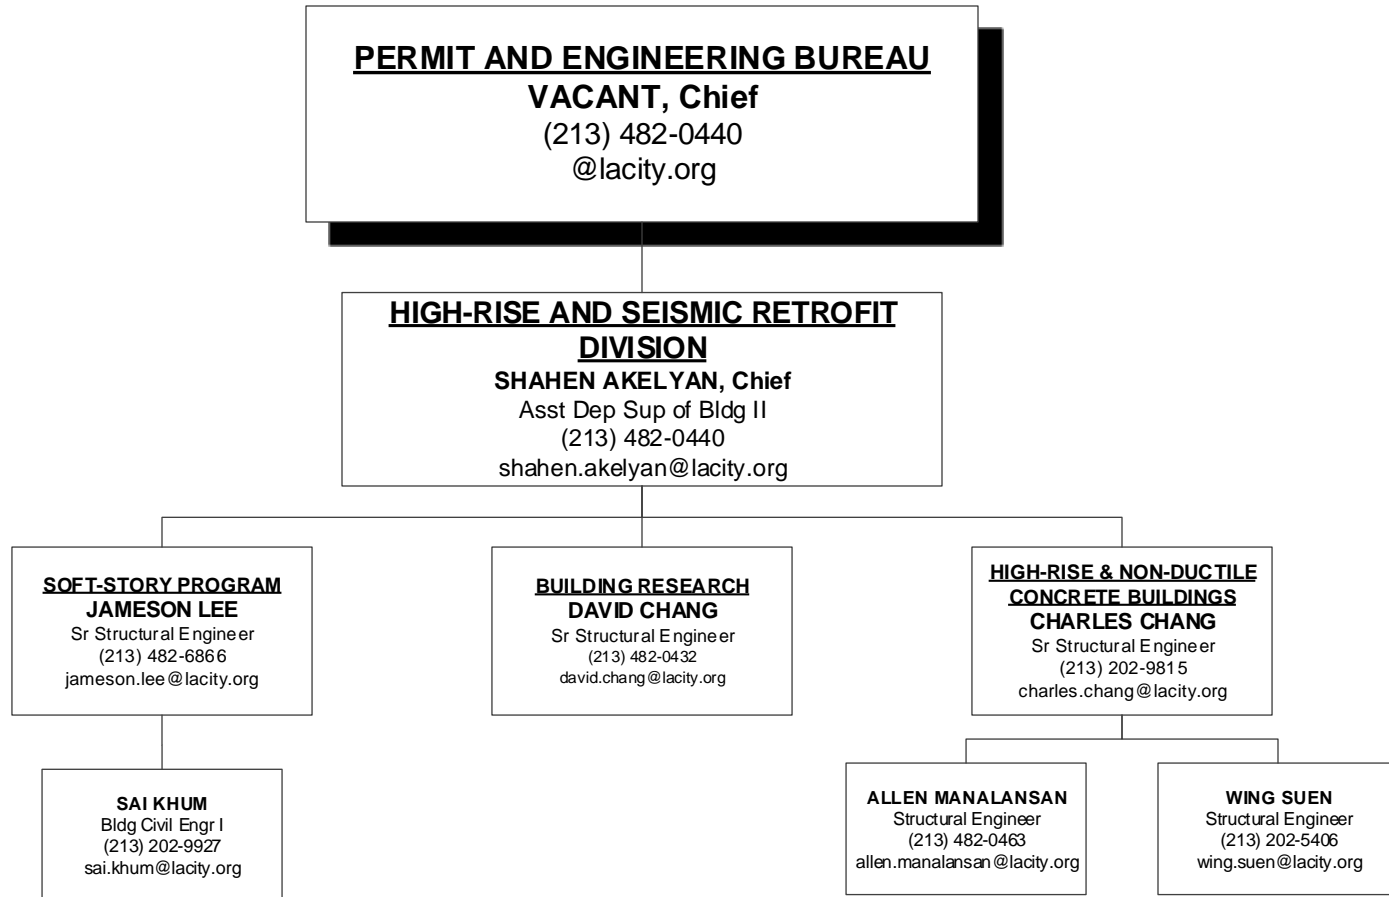 PERMIT AND ENGINEERING BUREAU
VACANT, Chief
(213) 482-0440
@lacity.org
HIGH-RISE AND SEISMIC RETROFIT
DIVISION
SHAHEN AKELYAN, Chief
Asst Dep Sup of Bldg II
(213) 482-0440
shahen.akelyan@lacity.org
SOFT-STORY PROGRAM
JAMESON LEE
Sr Structural Engineer
(213) 482-6866
jameson.lee@lacity.org
BUILDING RESEARCH
DAVID CHANG
Sr Structural Engineer
(213) 482-0432
david.chang@lacity.org
HIGH-RISE & NON-DUCTILE
CONCRETE BUILDINGS
CHARLES CHANG
Sr Structural Engineer
(213) 202-9815
charles.chang@lacity.org
SAI KHUM
Bldg Civil Engr I
(213) 202-9927
sai.khum@lacity.org
ALLEN MANALANSAN
Structural Engineer
(213) 482-0463
allen.manalansan@lacity.org
WING SUEN
Structural Engineer
(213) 202-5406
wing.suen@lacity.org